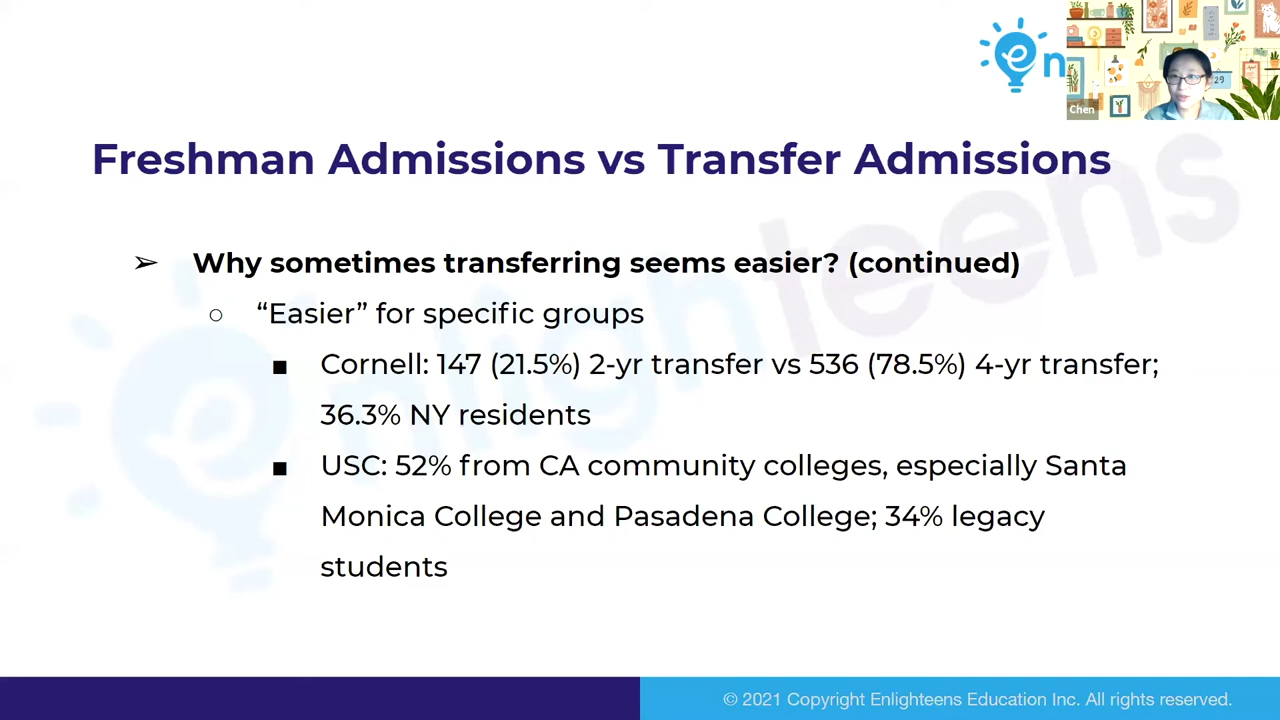 en
Chen
29
Freshman Admissions vs Transfer Admissions
➢ Why sometimes transferring seems easier? (continued)
○ “Easier” for specific groups
■ Cornell: 147 (21.5%) 2-yr transfer vs 536 (78.5%) 4-yr transfer;
36.3% NY residents
■ USC: 52% from CA community colleges, especially Santa
Monica College and Pasadena College; 34% legacy
students
enlighteens
© 2021 Copyright Enlighteens Education Inc. All rights reserved.